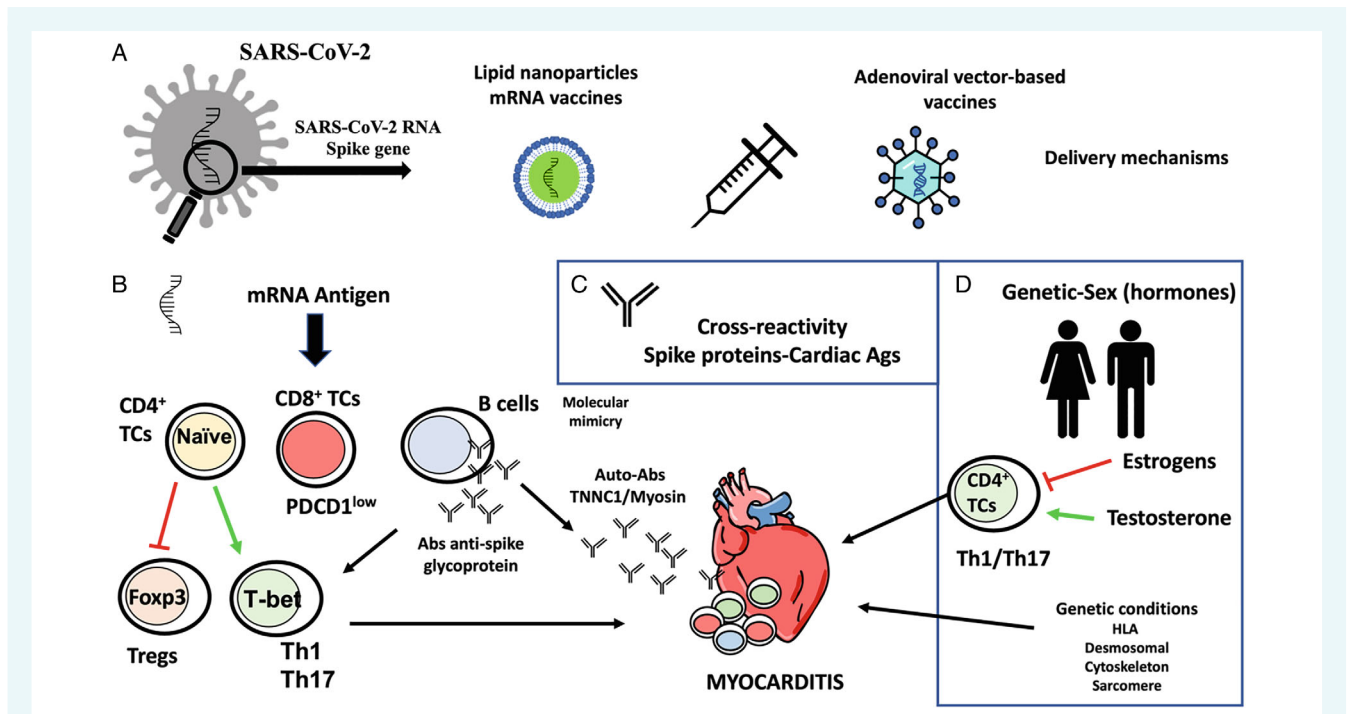 A
SARS-CoV-2
SARS-CoV-2 RNA
Spike gene
Lipid nanoparticles
mRNA vaccines
Adenoviral vector-based
vaccines
Delivery mechanisms
B
mRNA Antigen
CD4⁺
TCs
Naïve
CD8⁺ TCs
PDCD1ˡᵒʷ
B cells
Abs anti-spike
glycoprotein
Foxp3
Tregs
T-bet
Th1
Th17
C
Cross-reactivity
Spike proteins-Cardiac Ags
Molecular
mimicry
Auto-Abs
TNNC1/Myosin
MYOCARDITIS
D
Genetic-Sex (hormones)
CD4⁺
TCs
Th1/Th17
Estrogens
Testosterone
Genetic conditions
HLA
Desmosomal
Cytoskeleton
Sarcomere